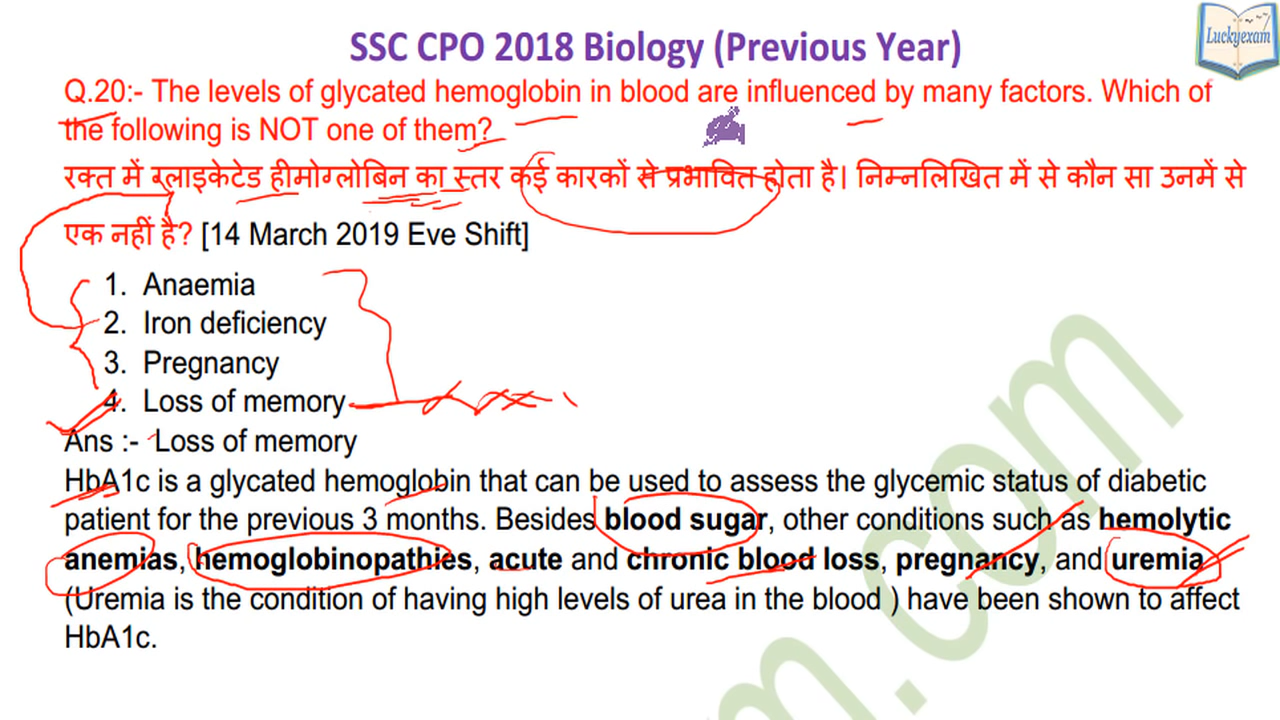 SSC CPO 2018 Biology (Previous Year)
Luckyexam
Q.20:- The levels of glycated hemoglobin in blood are influenced by many factors. Which of
the following is NOT one of them?
रक्त में ग्लाइकेटेड हीमोग्लोबिन का स्तर कई कारकों से प्रभावित होता है। निम्नलिखित में से कौन सा उनमें से
एक नहीं है? [14 March 2019 Eve Shift]
1. Anaemia
2. Iron deficiency
3. Pregnancy
4. Loss of memory
Ans :- Loss of memory
HbA1c is a glycated hemoglobin that can be used to assess the glycemic status of diabetic
patient for the previous 3 months. Besides blood sugar, other conditions such as hemolytic
anemias, hemoglobinopathies, acute and chronic blood loss, pregnancy, and uremia
(Uremia is the condition of having high levels of urea in the blood ) have been shown to affect
HbA1c.
m.com